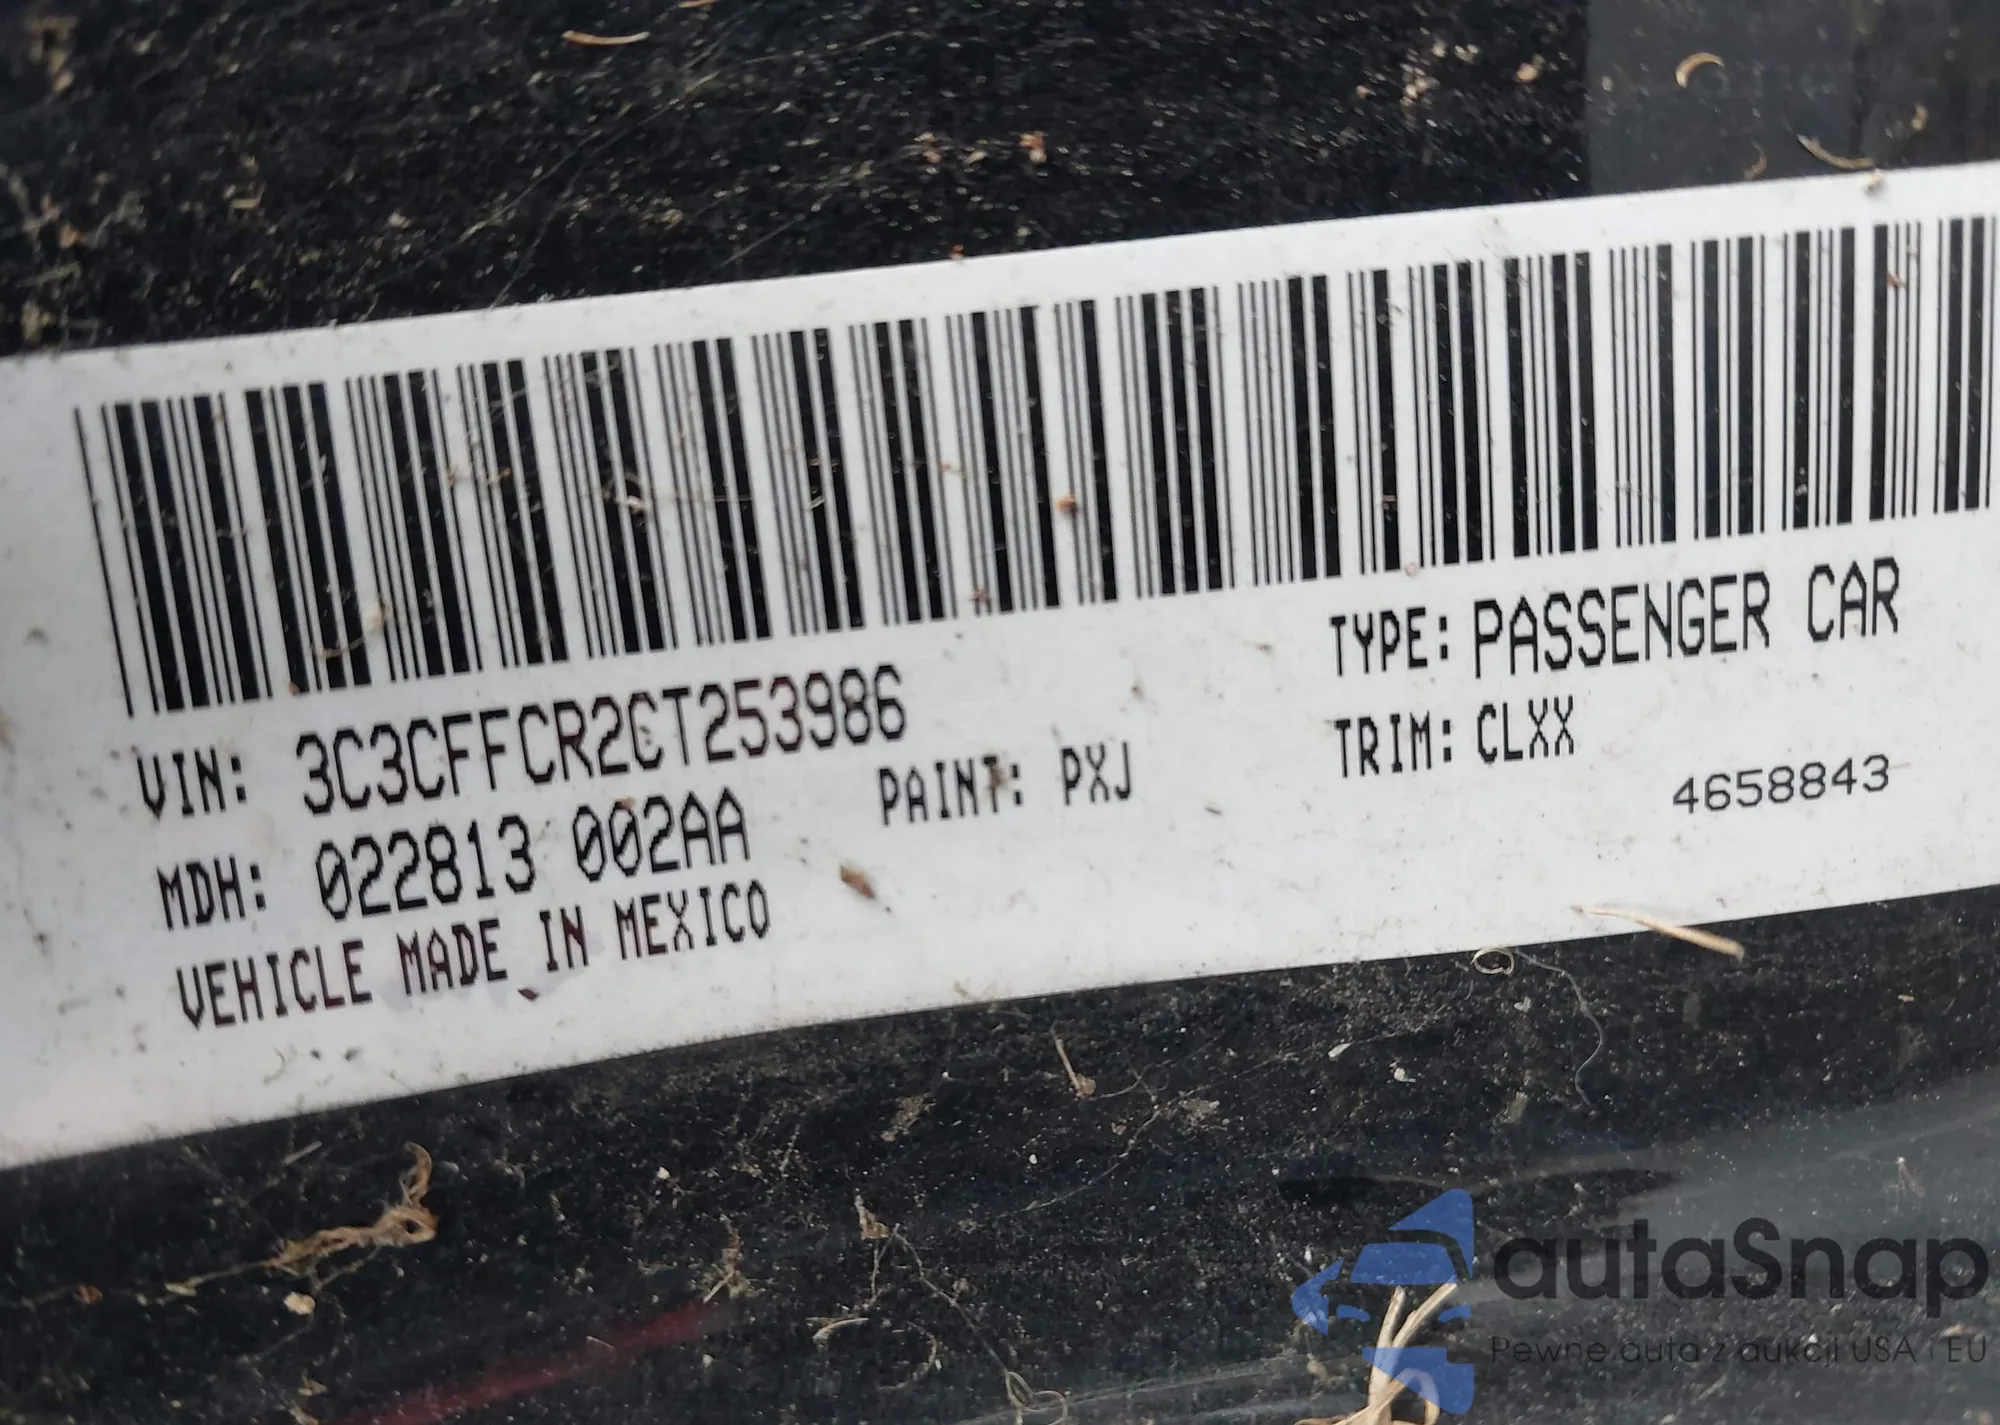 VIN: 3C3CFFCR2CT253986
TYPE: PASSENGER CAR
MDH: 022813 002AA
PAINT: PXJ
TRIM: CLXX
VEHICLE MADE IN MEXICO
4658843
autaSnap
Pewne auta z aukcji USA i EU